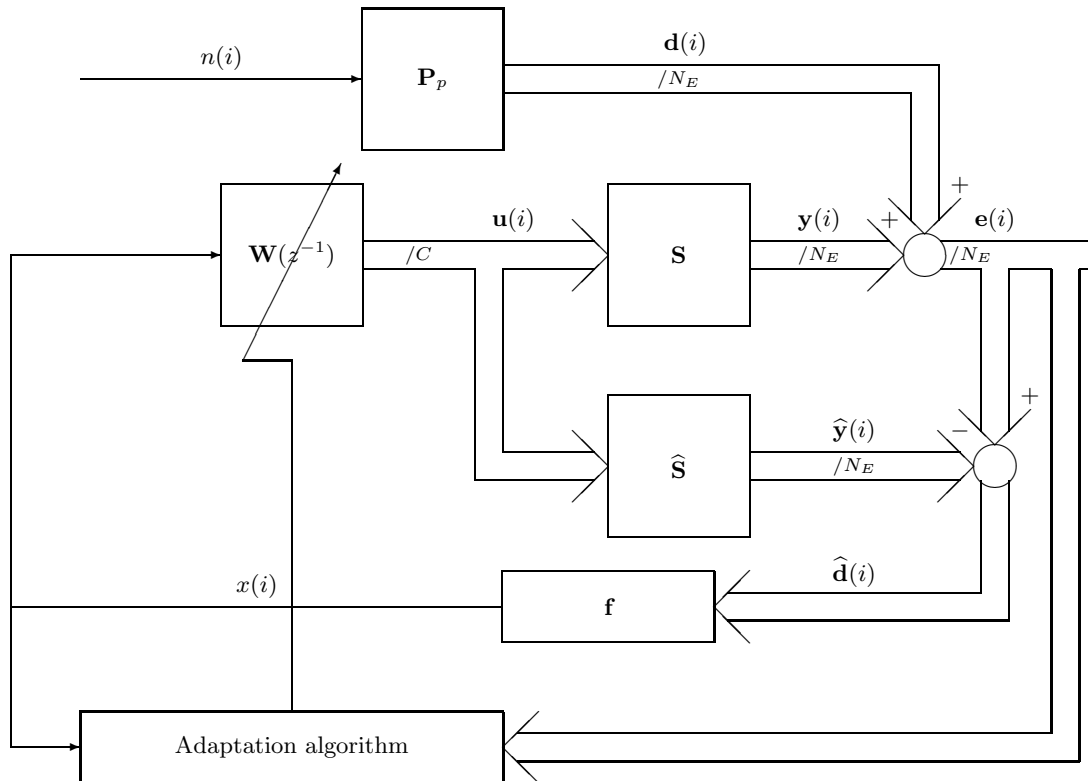 d(i)
n(i)
P_p
/N_E
+
u(i)
y(i)
+
e(i)
W(z^{-1})
/C
S
/N_E
/N_E
+
ŷ(i)
−
Ŝ
/N_E
d̂(i)
x(i)
f
Adaptation algorithm